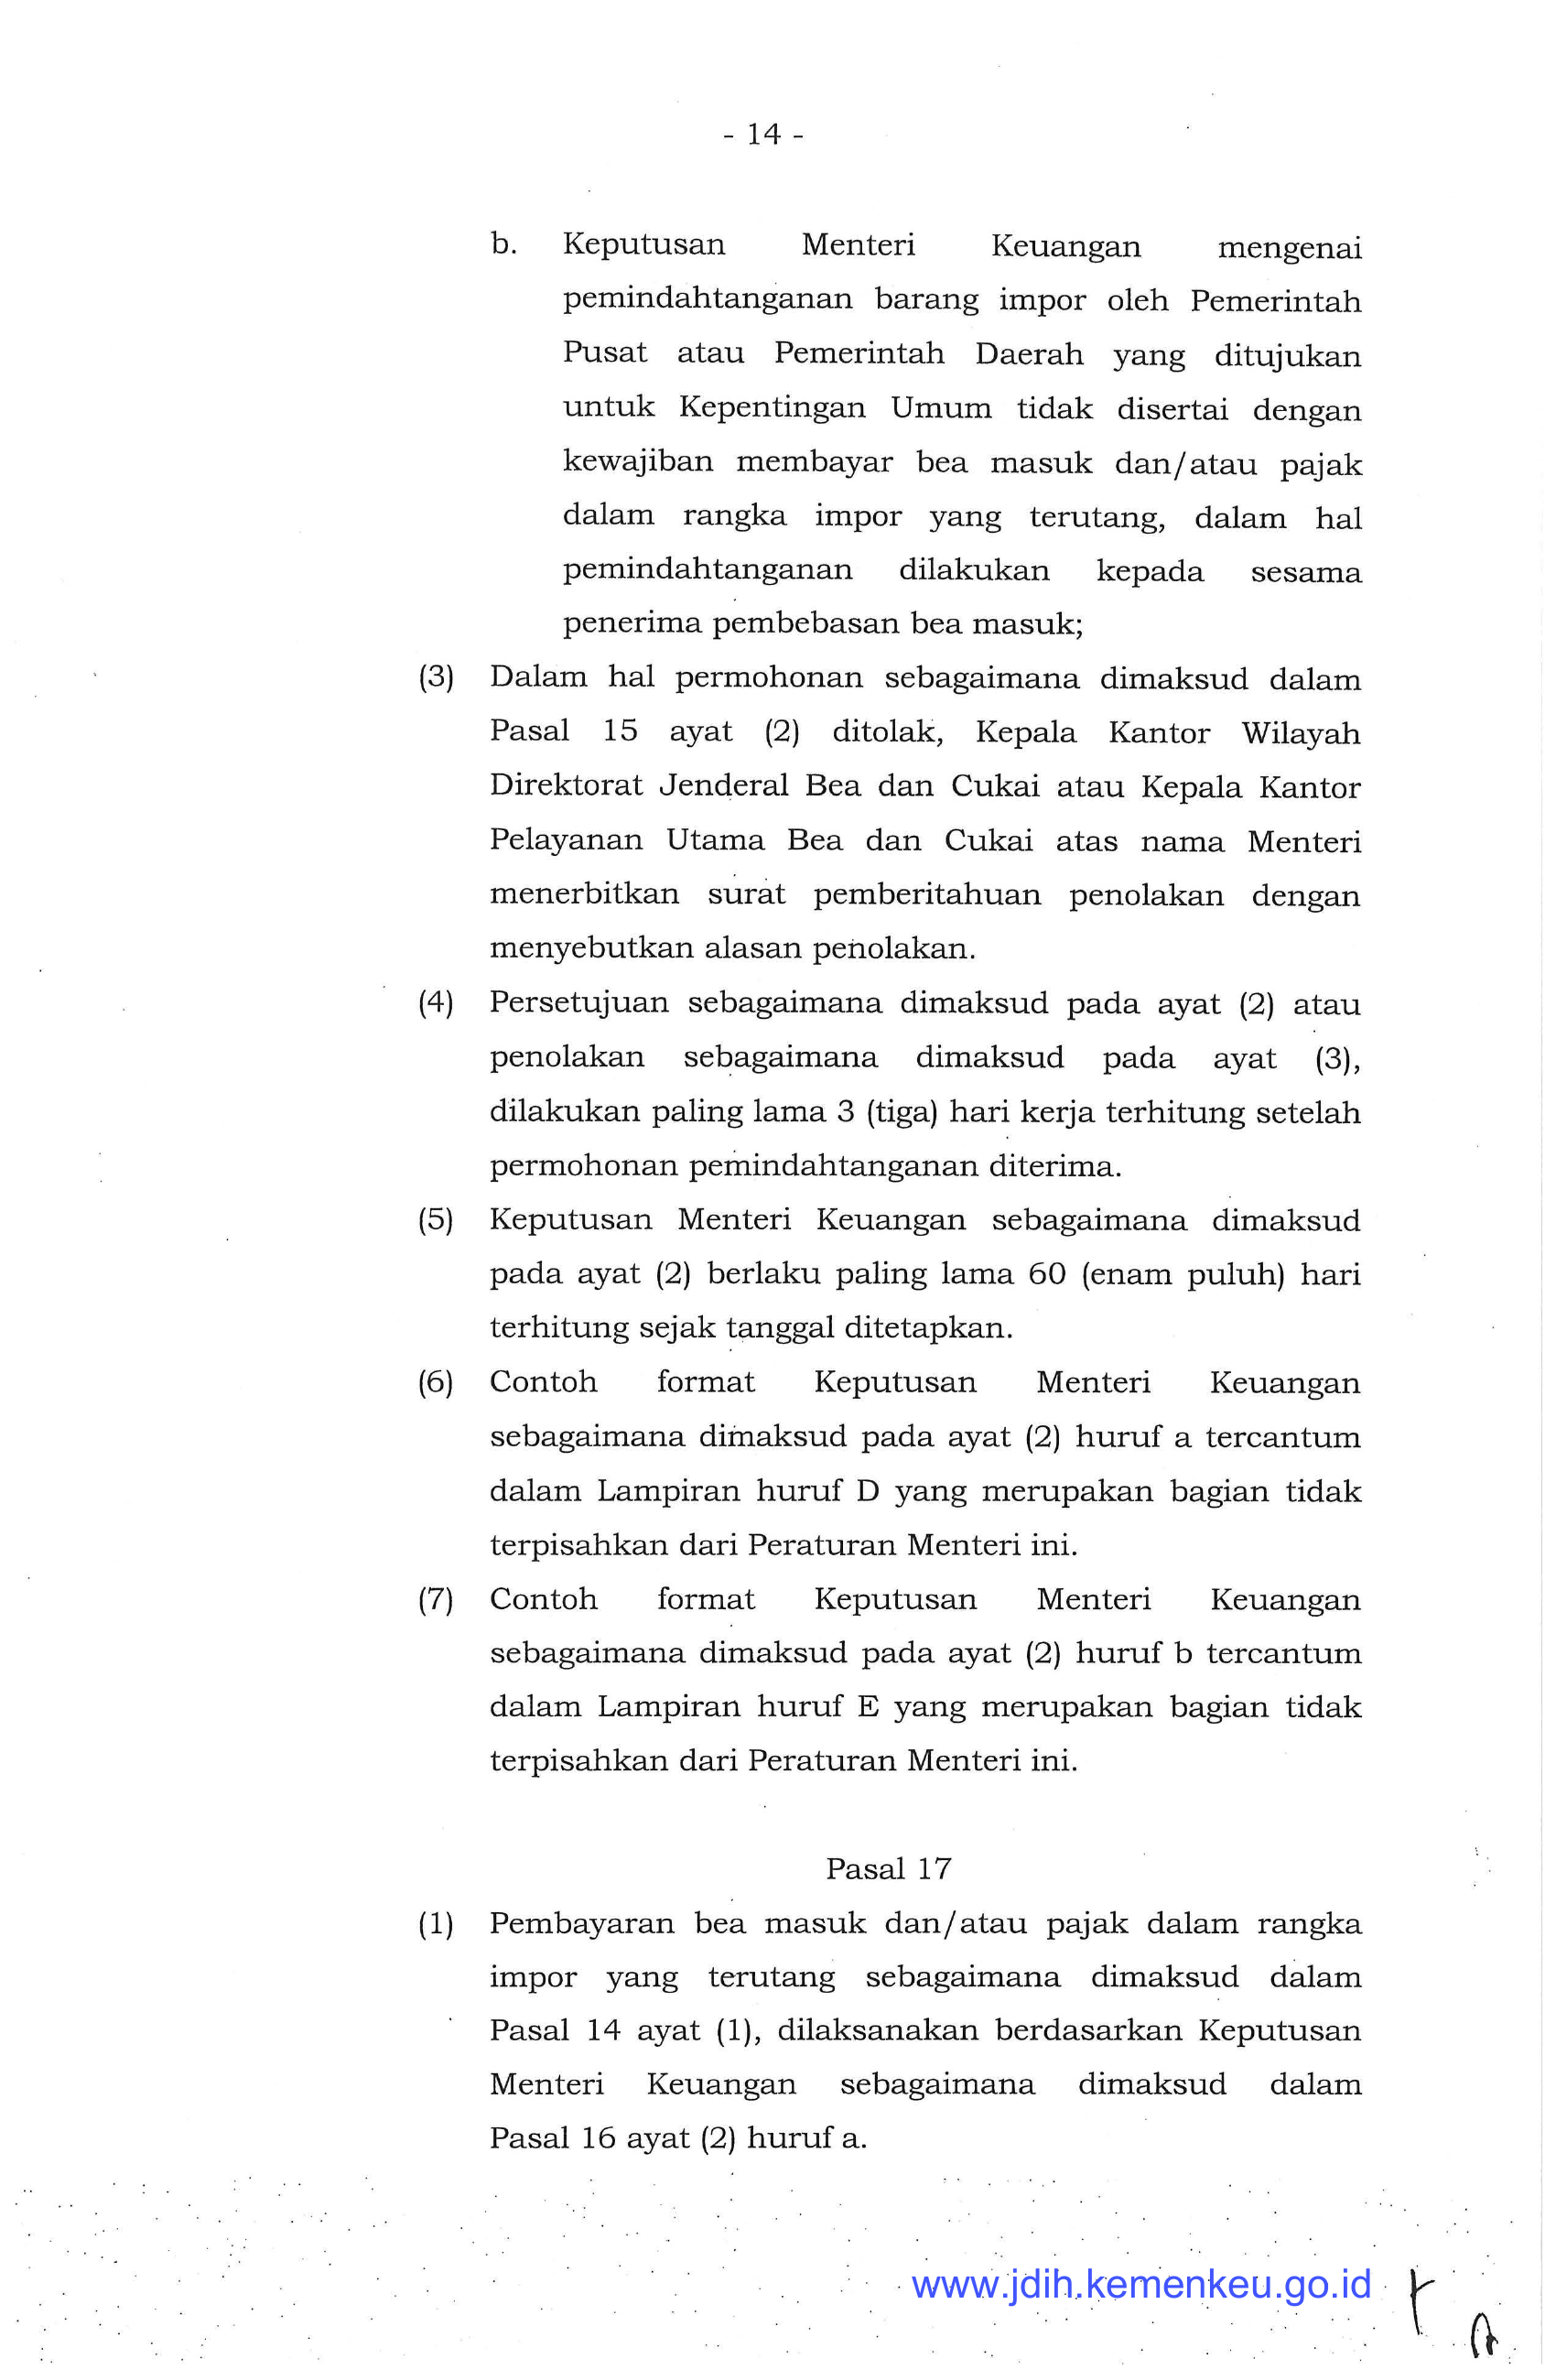 - 14 -
b. Keputusan Menteri Keuangan mengenai
pemindahtanganan barang impor oleh Pemerintah
Pusat atau Pemerintah Daerah yang ditujukan
untuk Kepentingan Umum tidak disertai dengan
kewajiban membayar bea masuk dan/atau pajak
dalam rangka impor yang terutang, dalam hal
pemindahtanganan dilakukan kepada sesama
penerima pembebasan bea masuk;
(3) Dalam hal permohonan sebagaimana dimaksud dalam
Pasal 15 ayat (2) ditolak, Kepala Kantor Wilayah
Direktorat Jenderal Bea dan Cukai atau Kepala Kantor
Pelayanan Utama Bea dan Cukai atas nama Menteri
menerbitkan surat pemberitahuan penolakan dengan
menyebutkan alasan penolakan.
(4) Persetujuan sebagaimana dimaksud pada ayat (2) atau
penolakan sebagaimana dimaksud pada ayat (3),
dilakukan paling lama 3 (tiga) hari kerja terhitung setelah
permohonan pemindahtanganan diterima.
(5) Keputusan Menteri Keuangan sebagaimana dimaksud
pada ayat (2) berlaku paling lama 60 (enam puluh) hari
terhitung sejak tanggal ditetapkan.
(6) Contoh format Keputusan Menteri Keuangan
sebagaimana dimaksud pada ayat (2) huruf a tercantum
dalam Lampiran huruf D yang merupakan bagian tidak
terpisahkan dari Peraturan Menteri ini.
(7) Contoh format Keputusan Menteri Keuangan
sebagaimana dimaksud pada ayat (2) huruf b tercantum
dalam Lampiran huruf E yang merupakan bagian tidak
terpisahkan dari Peraturan Menteri ini.
Pasal 17
(1) Pembayaran bea masuk dan/atau pajak dalam rangka
impor yang terutang sebagaimana dimaksud dalam
Pasal 14 ayat (1), dilaksanakan berdasarkan Keputusan
Menteri Keuangan sebagaimana dimaksud dalam
Pasal 16 ayat (2) huruf a.
www.jdih.kemenkeu.go.id